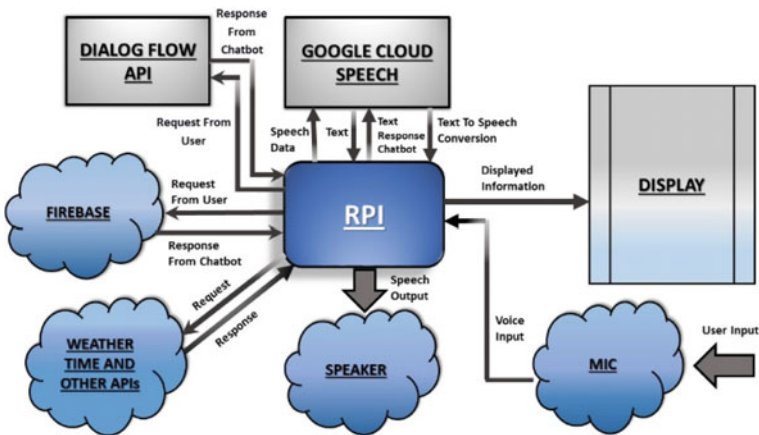 Response
From
Chatbot
DIALOG FLOW
API
GOOGLE CLOUD
SPEECH
Request From
User
Speech
Data
Text
Text
Response
Chatbot
Text To Speech
Conversion
Displayed
Information
DISPLAY
Request
From User
FIREBASE
RPI
Response
From Chatbot
Request
Response
Speech
Output
Voice
Input
User Input
WEATHER
TIME AND
OTHER APIs
SPEAKER
MIC